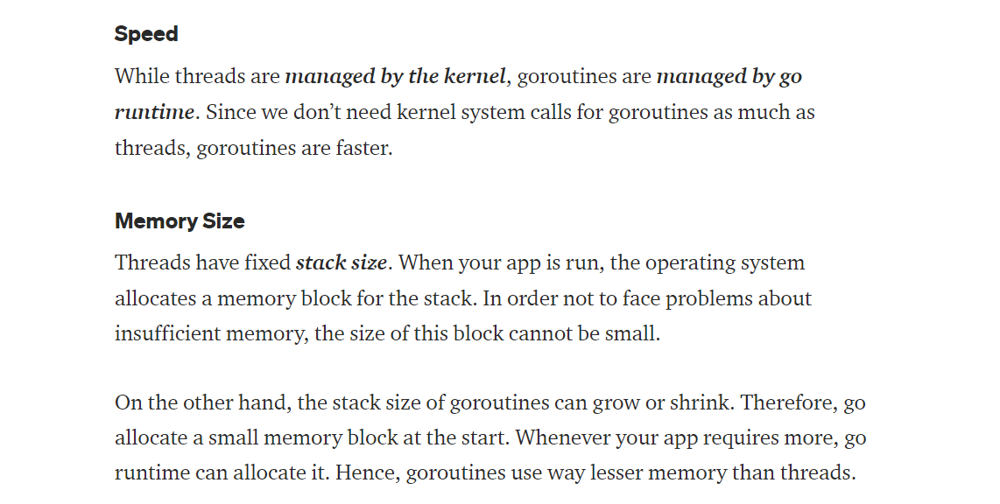 Speed
While threads are managed by the kernel, goroutines are managed by go
runtime. Since we don’t need kernel system calls for goroutines as much as
threads, goroutines are faster.
Memory Size
Threads have fixed stack size. When your app is run, the operating system
allocates a memory block for the stack. In order not to face problems about
insufficient memory, the size of this block cannot be small.
On the other hand, the stack size of goroutines can grow or shrink. Therefore, go
allocate a small memory block at the start. Whenever your app requires more, go
runtime can allocate it. Hence, goroutines use way lesser memory than threads.